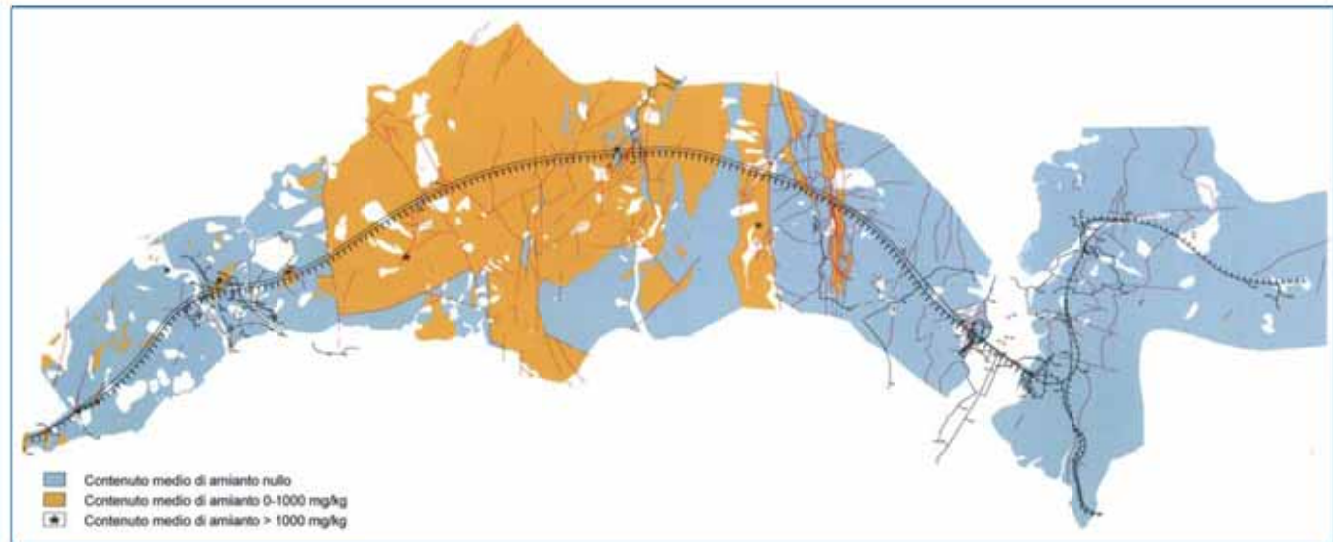 Contenuto medio di amianto nullo
Contenuto medio di amianto 0-1000 mg/kg
Contenuto medio di amianto > 1000 mg/kg